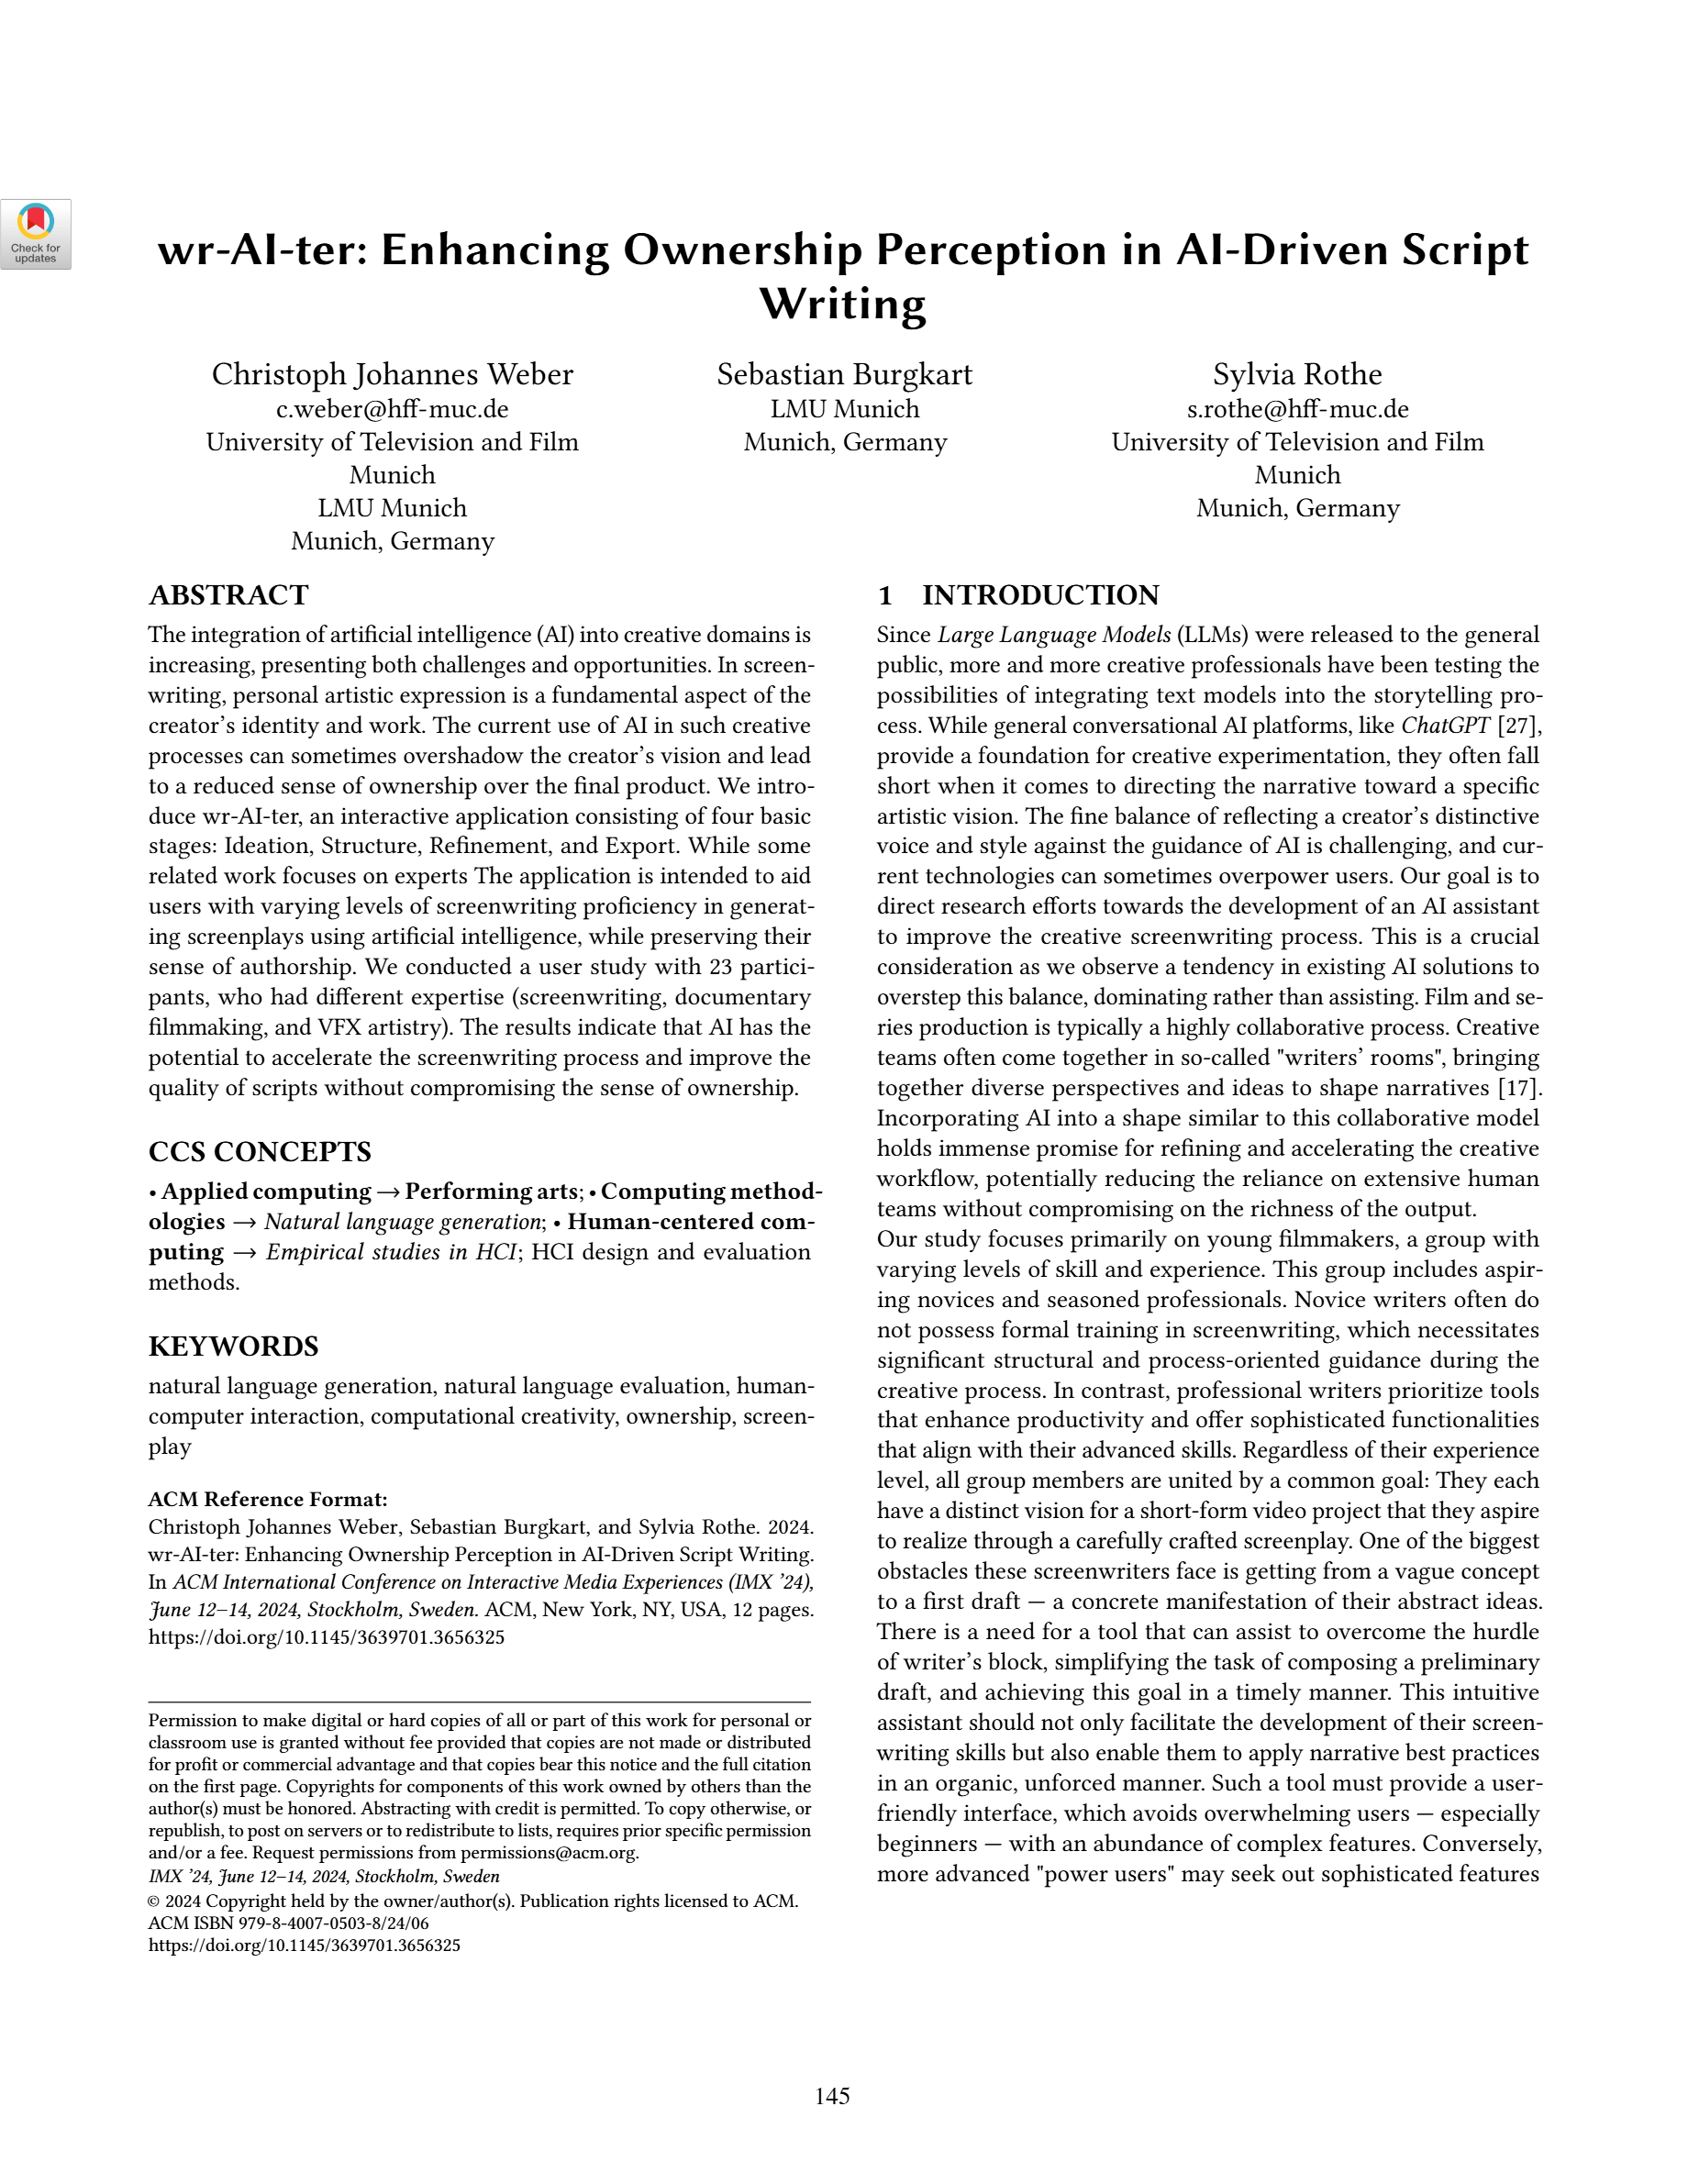 Check for
updates
wr-AI-ter: Enhancing Ownership Perception in AI-Driven Script
Writing
Christoph Johannes Weber
c.weber@hff-muc.de
University of Television and Film
Munich
LMU Munich
Munich, Germany
Sebastian Burgkart
LMU Munich
Munich, Germany
Sylvia Rothe
s.rothe@hff-muc.de
University of Television and Film
Munich
Munich, Germany
ABSTRACT
The integration of artificial intelligence (AI) into creative domains is
increasing, presenting both challenges and opportunities. In screen-
writing, personal artistic expression is a fundamental aspect of the
creator's identity and work. The current use of AI in such creative
processes can sometimes overshadow the creator's vision and lead
to a reduced sense of ownership over the final product. We intro-
duce wr-AI-ter, an interactive application consisting of four basic
stages: Ideation, Structure, Refinement, and Export. While some
related work focuses on experts The application is intended to aid
users with varying levels of screenwriting proficiency in generat-
ing screenplays using artificial intelligence, while preserving their
sense of authorship. We conducted a user study with 23 partici-
pants, who had different expertise (screenwriting, documentary
filmmaking, and VFX artistry). The results indicate that AI has the
potential to accelerate the screenwriting process and improve the
quality of scripts without compromising the sense of ownership.
CCS CONCEPTS
• Applied computing → Performing arts; • Computing method-
ologies → Natural language generation; • Human-centered com-
puting → Empirical studies in HCI; HCI design and evaluation
methods.
KEYWORDS
natural language generation, natural language evaluation, human-
computer interaction, computational creativity, ownership, screen-
play
ACM Reference Format:
Christoph Johannes Weber, Sebastian Burgkart, and Sylvia Rothe. 2024.
wr-AI-ter: Enhancing Ownership Perception in AI-Driven Script Writing.
In ACM International Conference on Interactive Media Experiences (IMX '24),
June 12–14, 2024, Stockholm, Sweden. ACM, New York, NY, USA, 12 pages.
https://doi.org/10.1145/3639701.3656325
Permission to make digital or hard copies of all or part of this work for personal or
classroom use is granted without fee provided that copies are not made or distributed
for profit or commercial advantage and that copies bear this notice and the full citation
on the first page. Copyrights for components of this work owned by others than the
author(s) must be honored. Abstracting with credit is permitted. To copy otherwise, or
republish, to post on servers or to redistribute to lists, requires prior specific permission
and/or a fee. Request permissions from permissions@acm.org.
IMX '24, June 12–14, 2024, Stockholm, Sweden
© 2024 Copyright held by the owner/author(s). Publication rights licensed to ACM.
ACM ISBN 979-8-4007-0503-8/24/06
https://doi.org/10.1145/3639701.3656325
1 INTRODUCTION
Since Large Language Models (LLMs) were released to the general
public, more and more creative professionals have been testing the
possibilities of integrating text models into the storytelling pro-
cess. While general conversational AI platforms, like ChatGPT [27],
provide a foundation for creative experimentation, they often fall
short when it comes to directing the narrative toward a specific
artistic vision. The fine balance of reflecting a creator's distinctive
voice and style against the guidance of AI is challenging, and cur-
rent technologies can sometimes overpower users. Our goal is to
direct research efforts towards the development of an AI assistant
to improve the creative screenwriting process. This is a crucial
consideration as we observe a tendency in existing AI solutions to
overstep this balance, dominating rather than assisting. Film and se-
ries production is typically a highly collaborative process. Creative
teams often come together in so-called "writers' rooms", bringing
together diverse perspectives and ideas to shape narratives [17].
Incorporating AI into a shape similar to this collaborative model
holds immense promise for refining and accelerating the creative
workflow, potentially reducing the reliance on extensive human
teams without compromising on the richness of the output.
Our study focuses primarily on young filmmakers, a group with
varying levels of skill and experience. This group includes aspir-
ing novices and seasoned professionals. Novice writers often do
not possess formal training in screenwriting, which necessitates
significant structural and process-oriented guidance during the
creative process. In contrast, professional writers prioritize tools
that enhance productivity and offer sophisticated functionalities
that align with their advanced skills. Regardless of their experience
level, all group members are united by a common goal: They each
have a distinct vision for a short-form video project that they aspire
to realize through a carefully crafted screenplay. One of the biggest
obstacles these screenwriters face is getting from a vague concept
to a first draft — a concrete manifestation of their abstract ideas.
There is a need for a tool that can assist to overcome the hurdle
of writer's block, simplifying the task of composing a preliminary
draft, and achieving this goal in a timely manner. This intuitive
assistant should not only facilitate the development of their screen-
writing skills but also enable them to apply narrative best practices
in an organic, unforced manner. Such a tool must provide a user-
friendly interface, which avoids overwhelming users — especially
beginners — with an abundance of complex features. Conversely,
more advanced "power users" may seek out sophisticated features
145